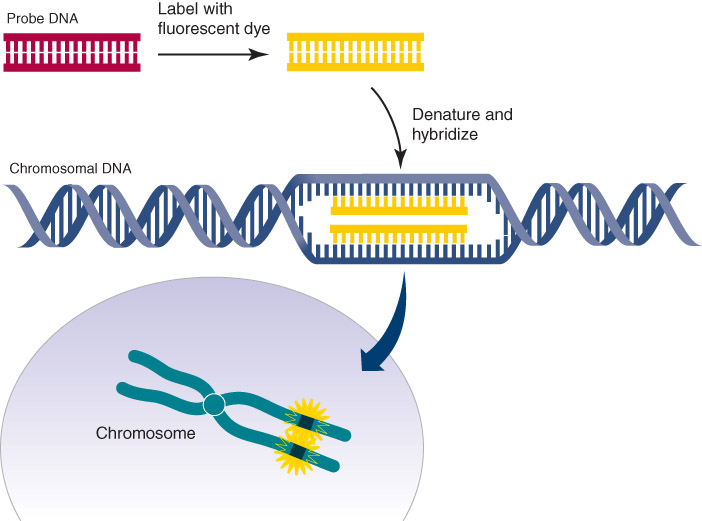 Probe DNA
Label with
fluorescent dye
Denature and
hybridize
Chromosomal DNA
Chromosome